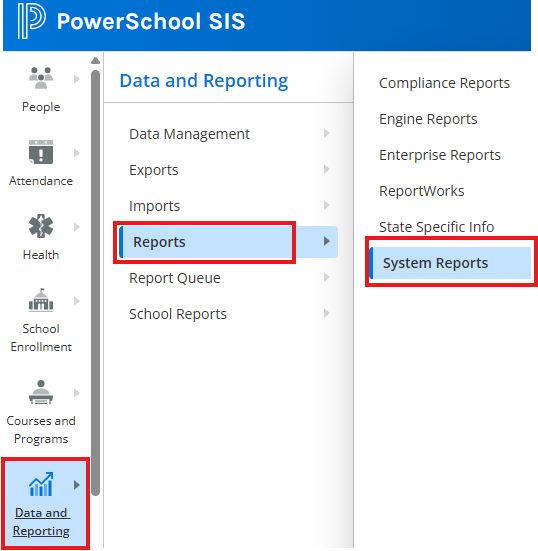 PowerSchool SIS
People
Attendance
Health
School
Enrollment
Courses and
Programs
Data and
Reporting
Data and Reporting
Data Management
Exports
Imports
Reports
Report Queue
School Reports
Compliance Reports
Engine Reports
Enterprise Reports
ReportWorks
State Specific Info
System Reports